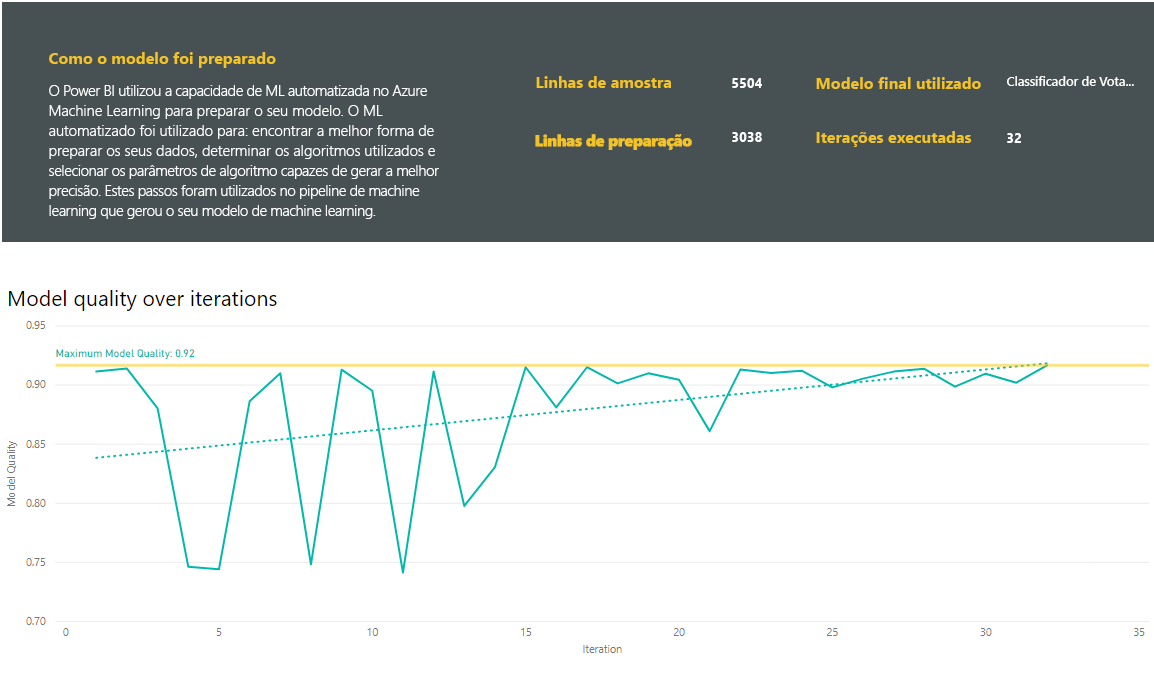 Como o modelo foi preparado
O Power BI utilizou a capacidade de ML automatizada no Azure
Machine Learning para preparar o seu modelo. O ML
automatizado foi utilizado para: encontrar a melhor forma de
preparar os seus dados, determinar os algoritmos utilizados e
selecionar os parâmetros de algoritmo capazes de gerar a melhor
precisão. Estes passos foram utilizados no pipeline de machine
learning que gerou o seu modelo de machine learning.
Linhas de amostra 5504
Linhas de preparação 3038
Modelo final utilizado Classificador de Vota...
Iterações executadas 32
Model quality over iterations
0.95
Maximum Model Quality: 0.92
0.90
0.85
0.80
0.75
0.70
Model Quality
0 5 10 15 20 25 30 35
Iteration